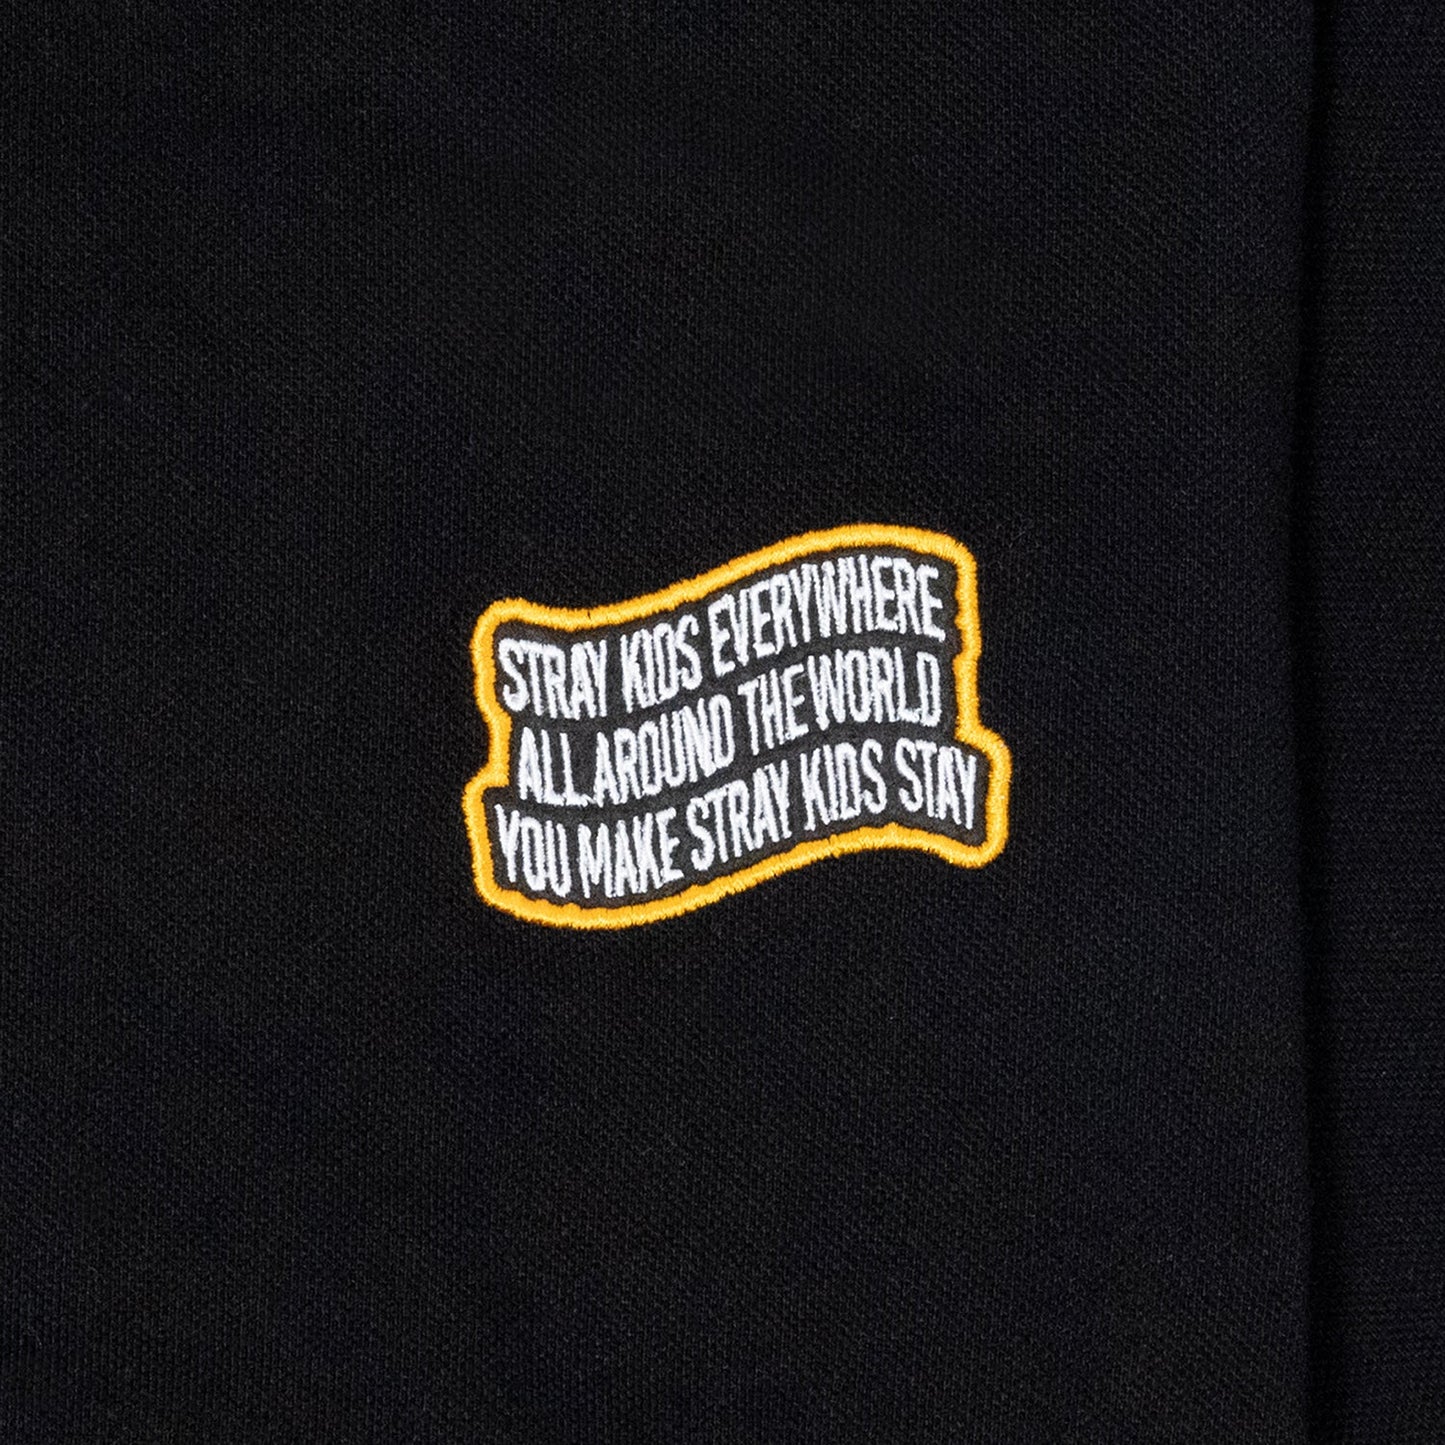 STRAY KIDS EVERYWHERE
ALL AROUND THE WORLD
YOU MAKE STRAY KIDS STAY